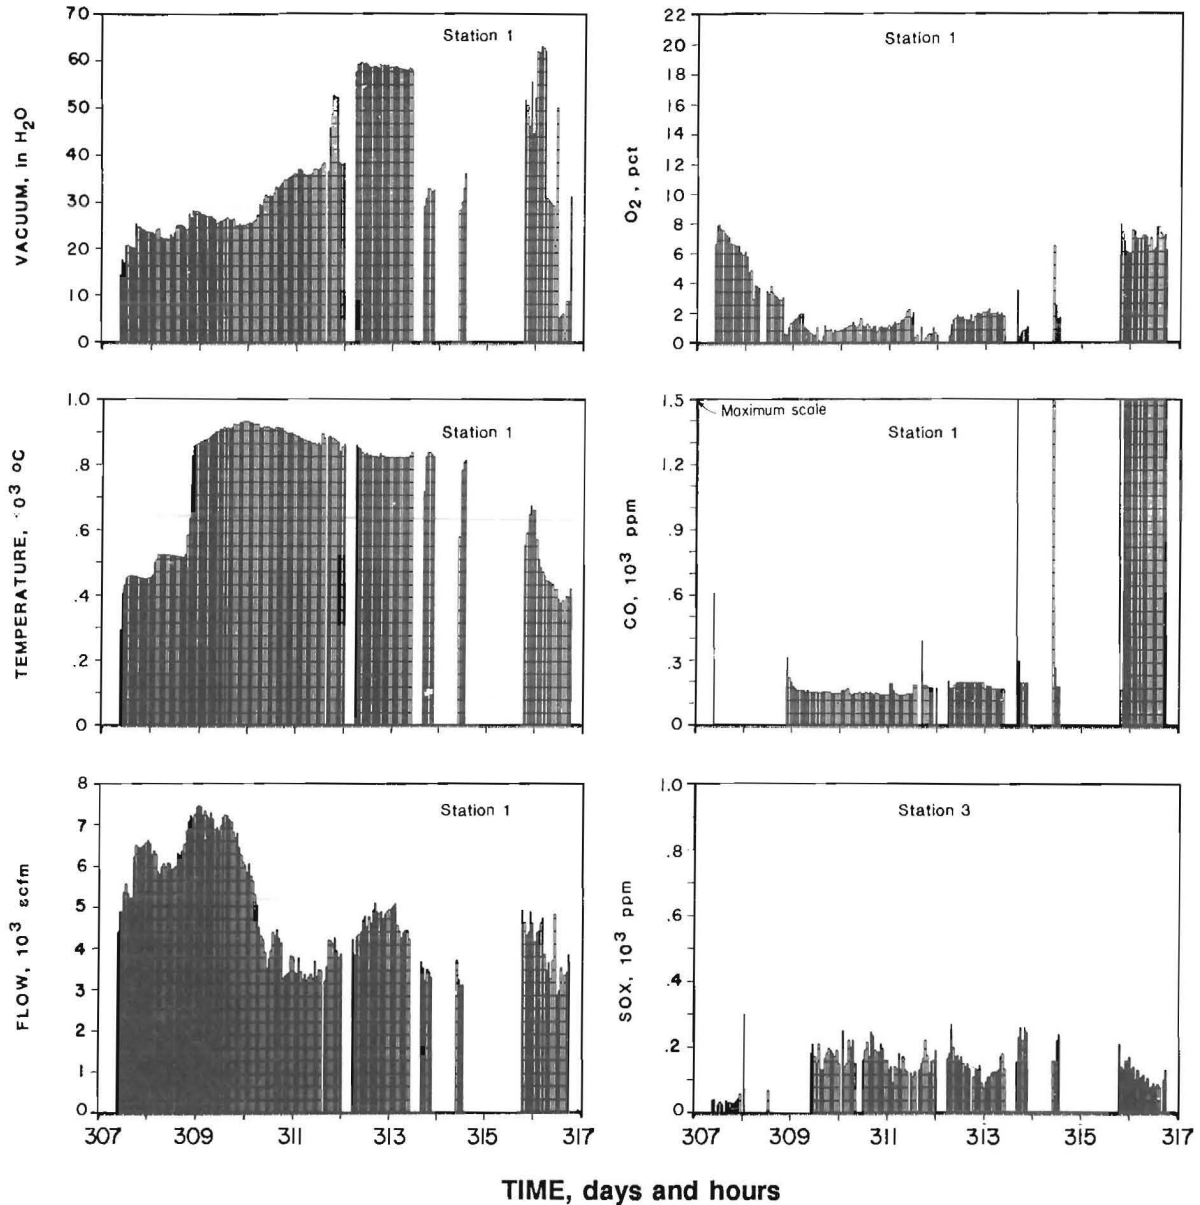 VACUUM, in H₂O
70
60
50
40
30
20
10
0
Station 1
O₂, pct
22
20
18
16
14
12
10
8
6
4
2
0
Station 1
TEMPERATURE, 10³ °C
1.0
.8
.6
.4
.2
0
Station 1
CO, 10³ ppm
1.5
1.2
.9
.6
.3
0
Maximum scale
Station 1
FLOW, 10³ scfm
8
7
6
5
4
3
2
1
0
Station 1
307 309 311 313 315 317
SOX, 10³ ppm
1.0
.8
.6
.4
.2
0
Station 3
307 309 311 313 315 317
TIME, days and hours